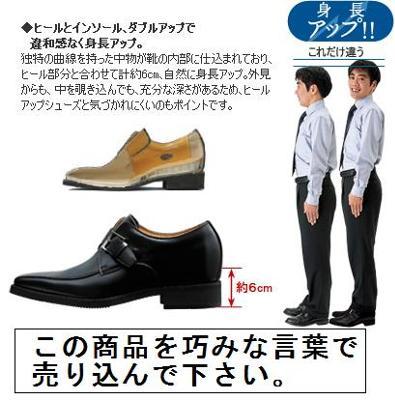 ◆ヒールとインソール、ダブルアップで
違和感なく身長アップ。
独特の曲線を持った中物が靴の内部に仕込まれており、
ヒール部分と合わせて計約6cm、自然に身長アップ。外見
からも、中を覗き込んでも、充分な深さがあるため、ヒール
アップシューズと気づかれにくいのもポイントです。
身長
アップ!!
これだけ違う
約6cm
この商品を巧みな言葉で
売り込んで下さい。